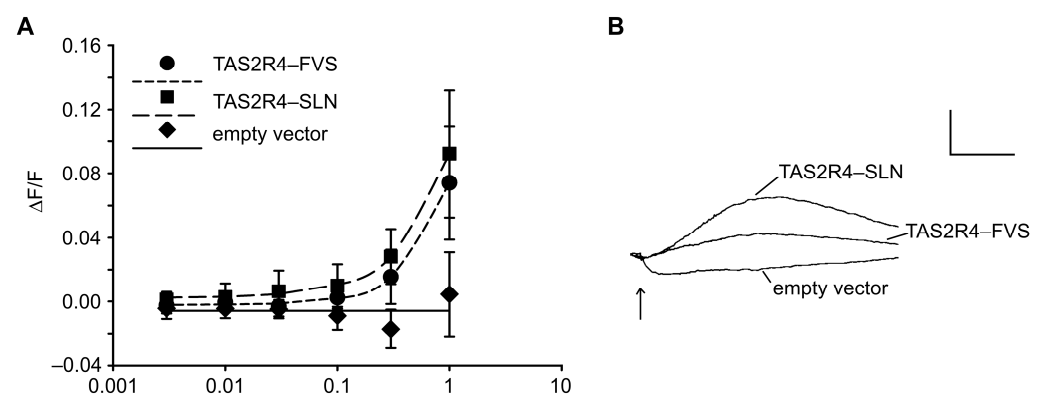 A
B
0.16
0.12
0.08
0.04
0.00
–0.04
ΔF/F
TAS2R4–FVS
TAS2R4–SLN
empty vector
0.001
0.01
0.1
1
10
TAS2R4–SLN
TAS2R4–FVS
empty vector